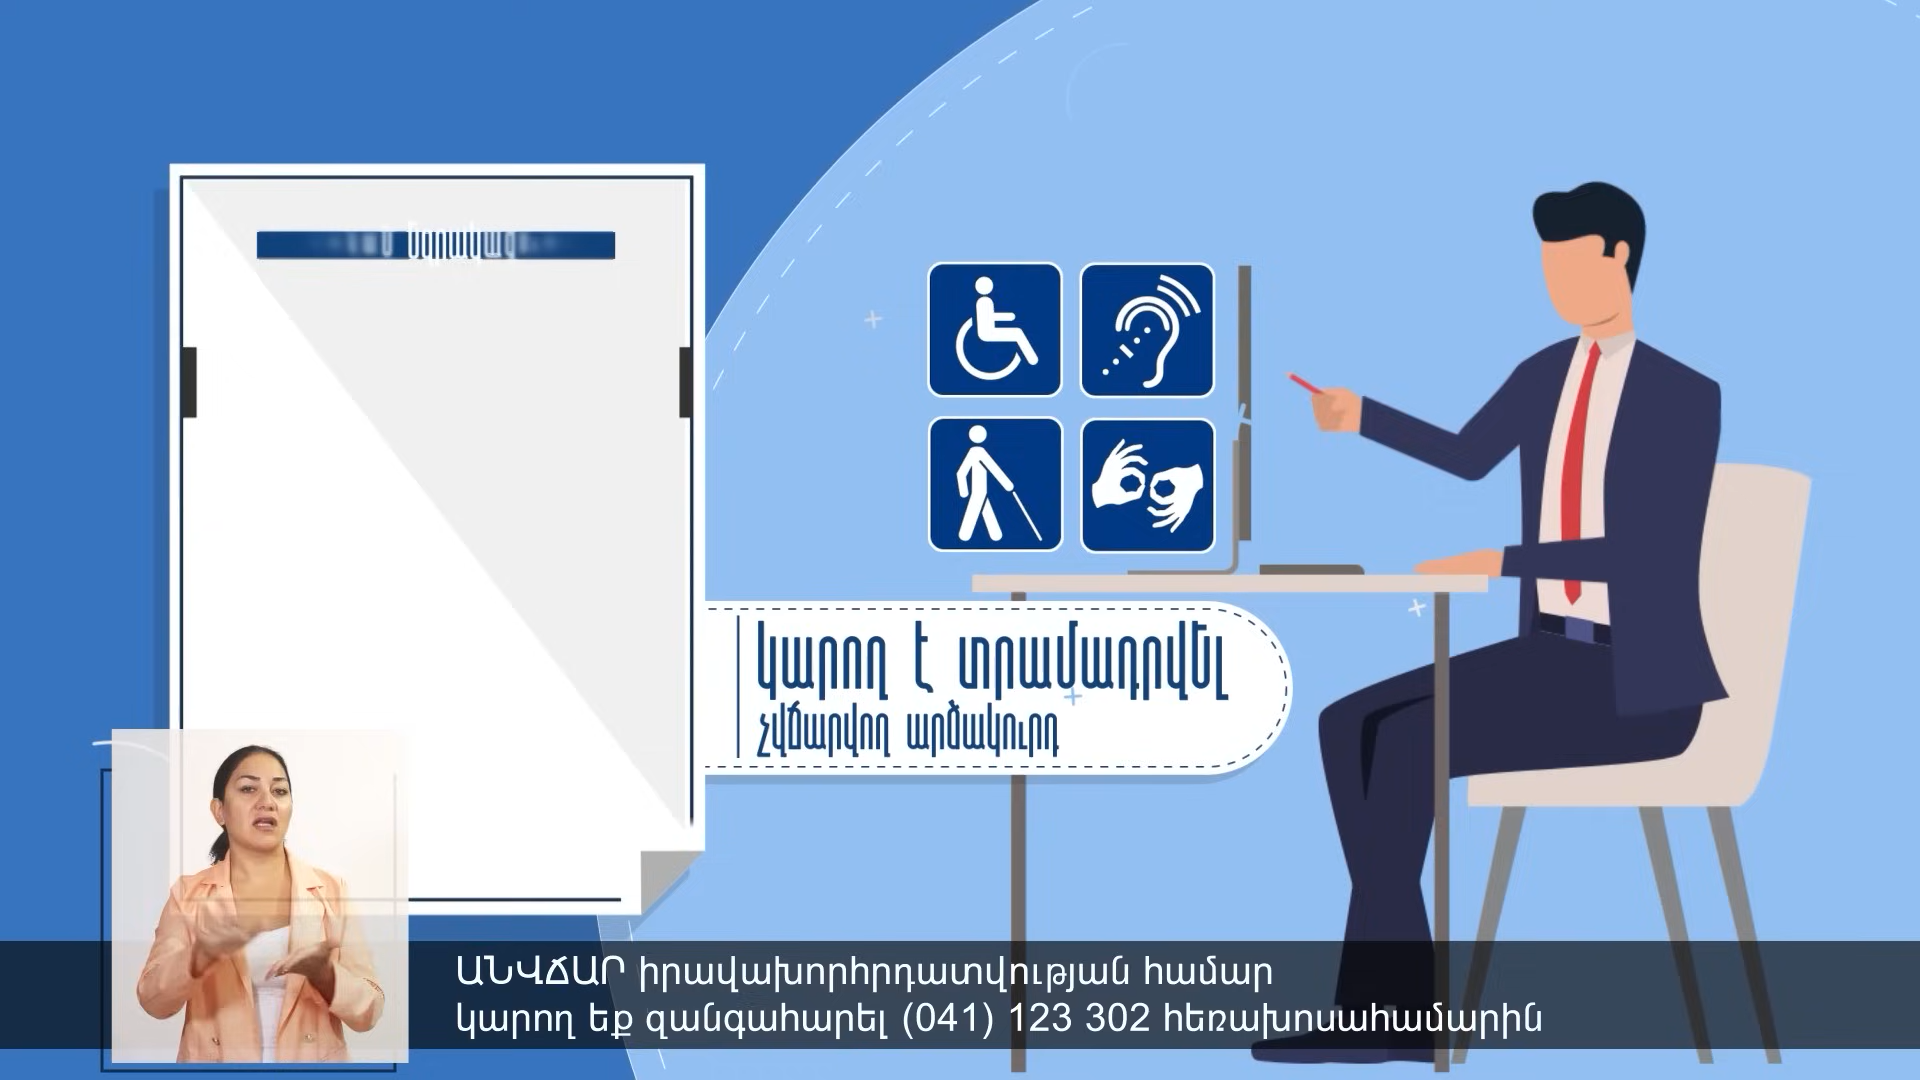 կարող է տրամադրվել
չվճարվող արձակուրդ
ԱՆՎՃԱՐ իրավախորհրդատվության համար
կարող եք զանգահարել (041) 123 302 հեռախոսահամարին